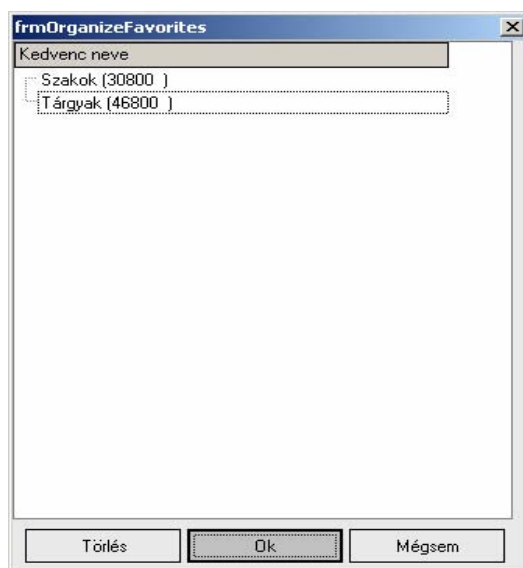 frmOrganizeFavorites
Kedvenc neve
Szakok (30800 )
Tárgyak (46800 )
Törlés
Ok
Mégsem